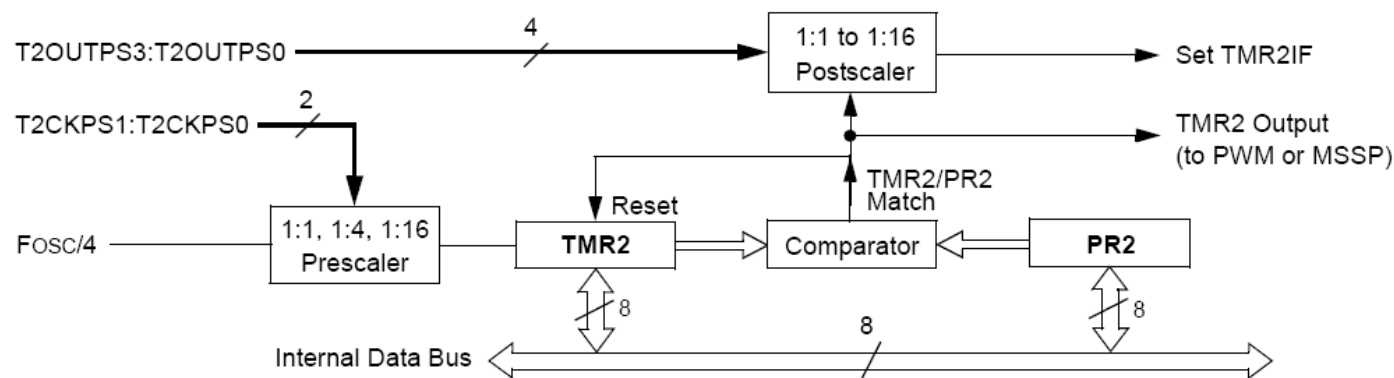 T2OUTPS3:T2OUTPS0
4
1:1 to 1:16
Postscaler
Set TMR2IF
T2CKPS1:T2CKPS0
2
TMR2 Output
(to PWM or MSSP)
TMR2/PR2
Match
Reset
FOSC/4
1:1, 1:4, 1:16
Prescaler
TMR2
Comparator
PR2
8
8
8
Internal Data Bus